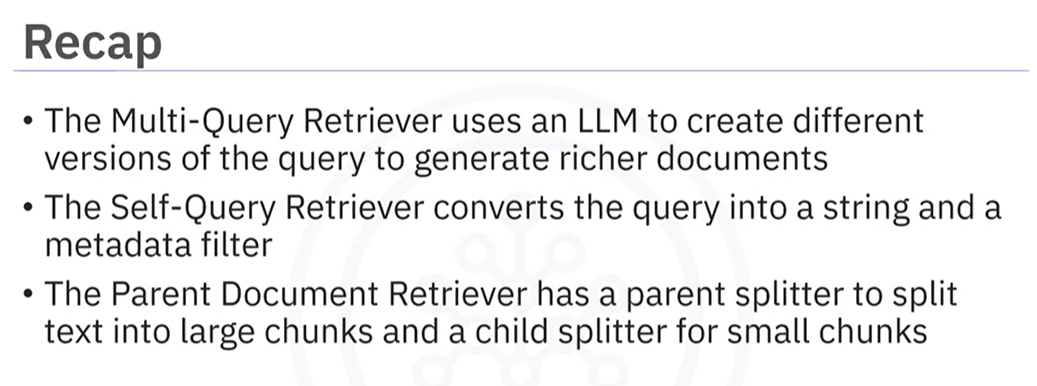 Recap
• The Multi-Query Retriever uses an LLM to create different
versions of the query to generate richer documents
• The Self-Query Retriever converts the query into a string and a
metadata filter
• The Parent Document Retriever has a parent splitter to split
text into large chunks and a child splitter for small chunks